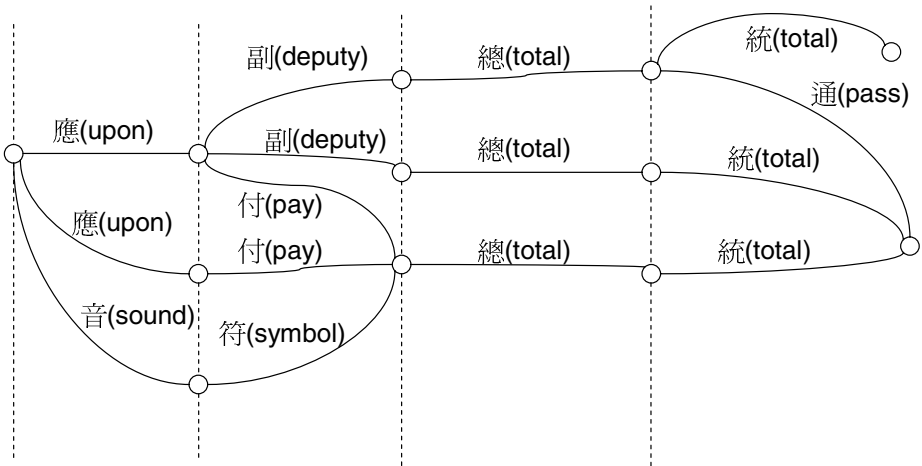 統(total)
副(deputy)
總(total)
通(pass)
應(upon)
副(deputy)
總(total)
統(total)
付(pay)
應(upon)
付(pay)
總(total)
統(total)
音(sound)
符(symbol)